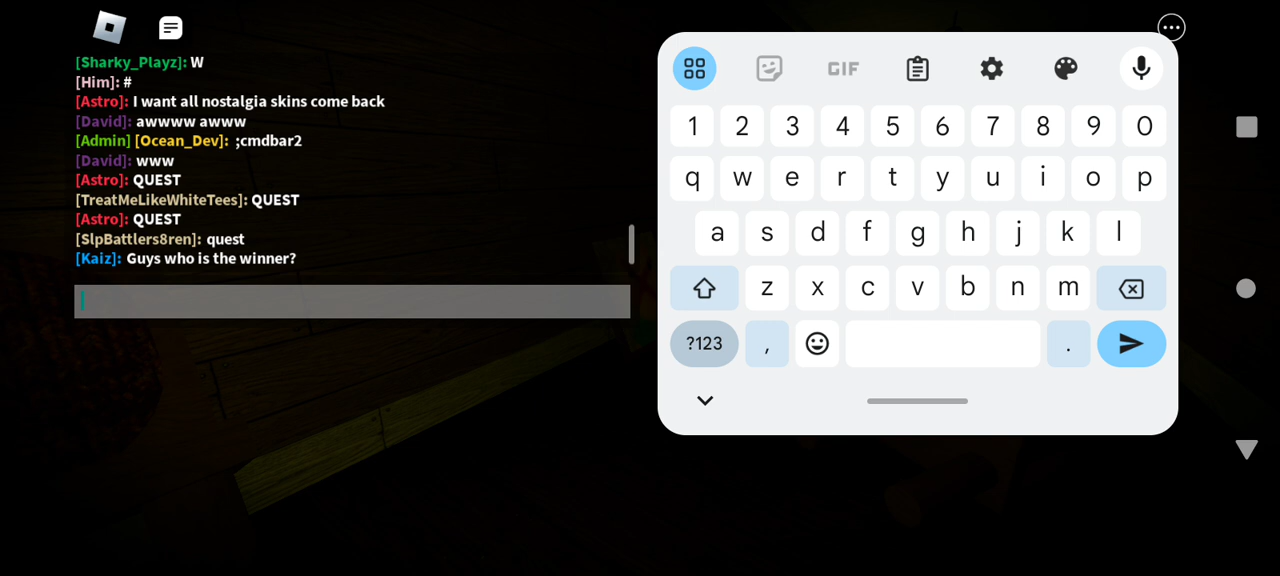 [Sharky_Playz]: W
[Him]: #
[Astro]: I want all nostalgia skins come back
[David]: awwww awww
[Admin] [Ocean_Dev]: ;cmdbar2
[David]: www
[Astro]: QUEST
[TreatMeLikeWhiteTees]: QUEST
[Astro]: QUEST
[SlpBattlers8ren]: quest
[Kaiz]: Guys who is the winner?
GIF
1 2 3 4 5 6 7 8 9 0
q w e r t y u i o p
a s d f g h j k l
z x c v b n m
?123 , .